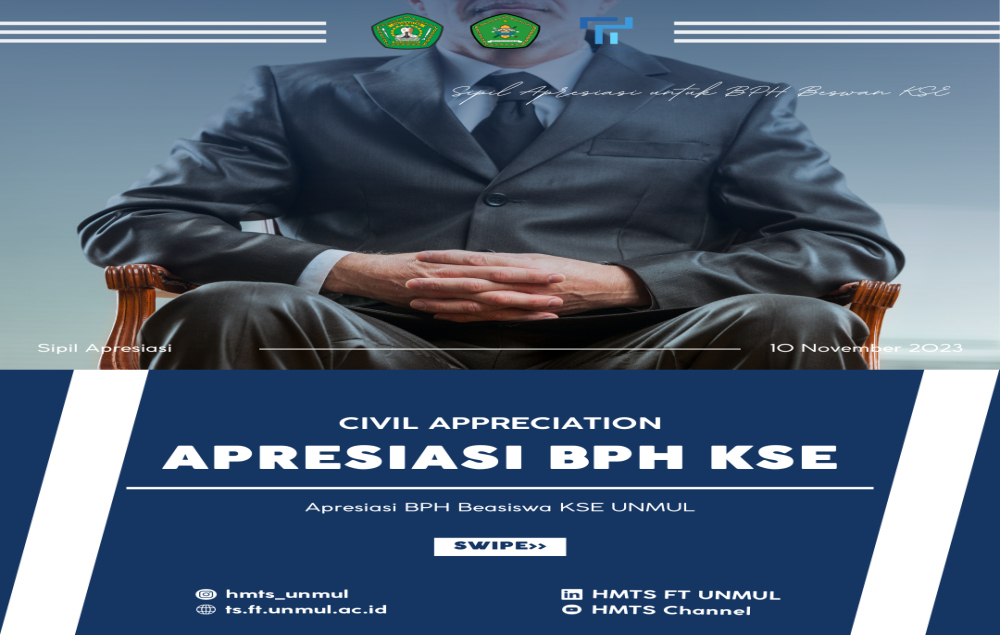 Sipil Apresiasi untuk BPH Beswan KSE
Sipil Apresiasi
10 November 2023
CIVIL APPRECIATION
APRESIASI BPH KSE
Apresiasi BPH Beasiswa KSE UNMUL
SWIPE>>
hmts_unmul
ts.ft.unmul.ac.id
HMTS FT UNMUL
HMTS Channel